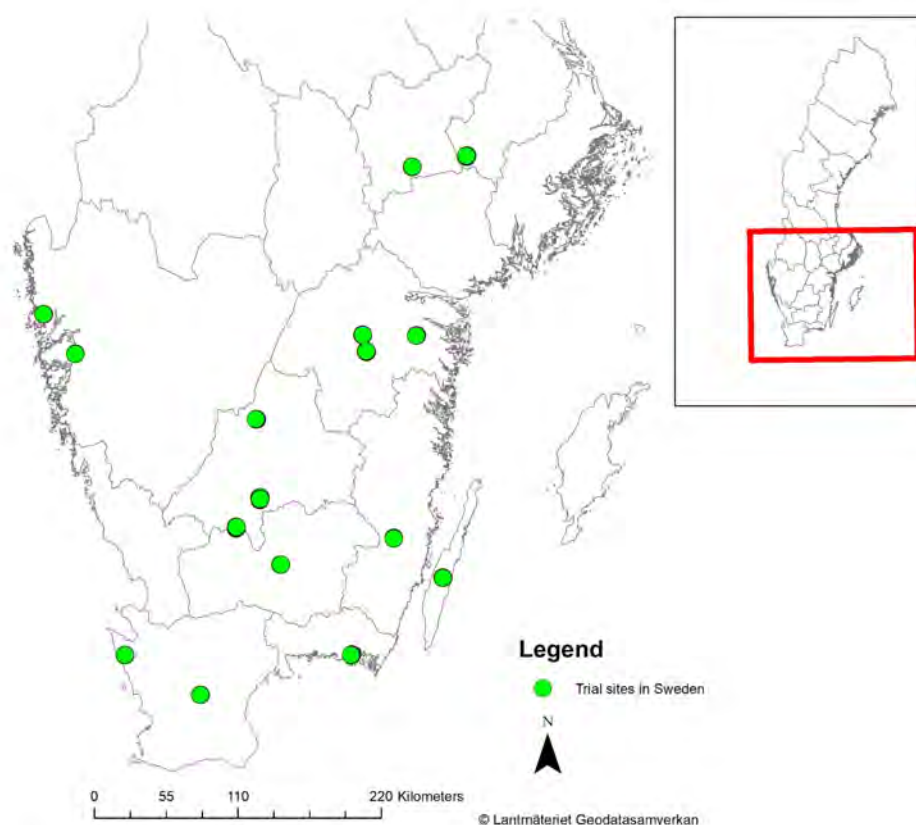 Legend
Trial sites in Sweden
N
0 55 110 220 Kilometers
© Lantmäteriet Geodatasamverkan